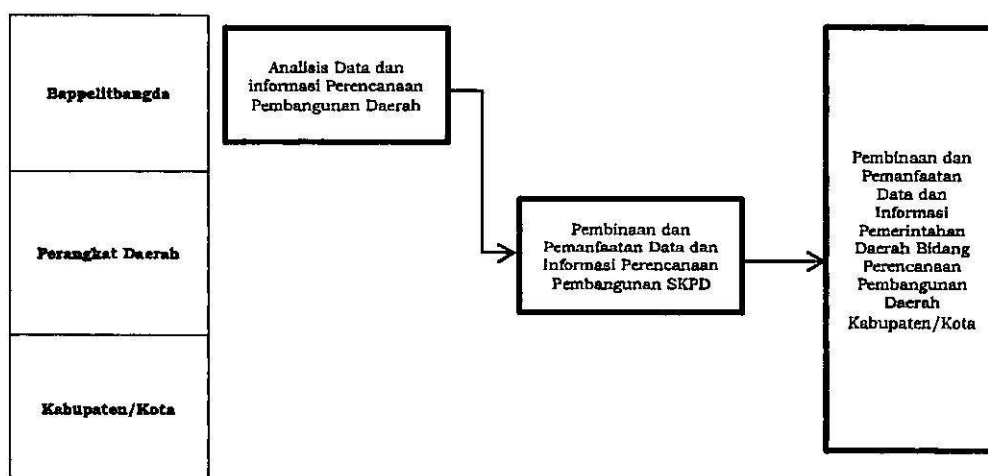 Bappelitbangda
Analisis Data dan
informasi Perencanaan
Pembangunan Daerah
Perangkat Daerah
Pembinaan dan
Pemanfaatan Data dan
Informasi Perencanaan
Pembangunan SKPD
Pembinaan dan
Pemanfaatan
Data dan
Informasi
Pemerintahan
Daerah Bidang
Perencanaan
Pembangunan
Daerah
Kabupaten/Kota
Kabupaten/Kota